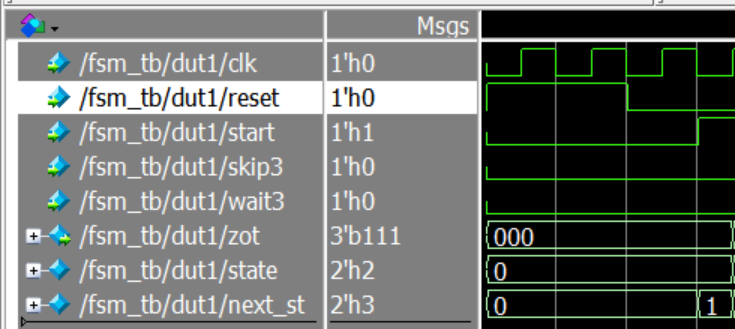 Msgs
/fsm_tb/dut1/clk 1'h0
/fsm_tb/dut1/reset 1'h0
/fsm_tb/dut1/start 1'h1
/fsm_tb/dut1/skip3 1'h0
/fsm_tb/dut1/wait3 1'h0
/fsm_tb/dut1/zot 3'b111 000
/fsm_tb/dut1/state 2'h2 0
/fsm_tb/dut1/next_st 2'h3 0 1